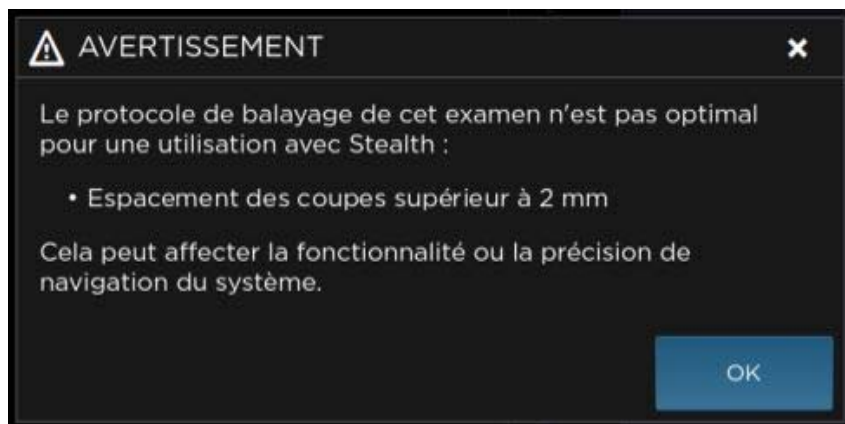 AVERTISSEMENT
Le protocole de balayage de cet examen n'est pas optimal
pour une utilisation avec Stealth :
• Espacement des coupes supérieur à 2 mm
Cela peut affecter la fonctionnalité ou la précision de
navigation du système.
OK